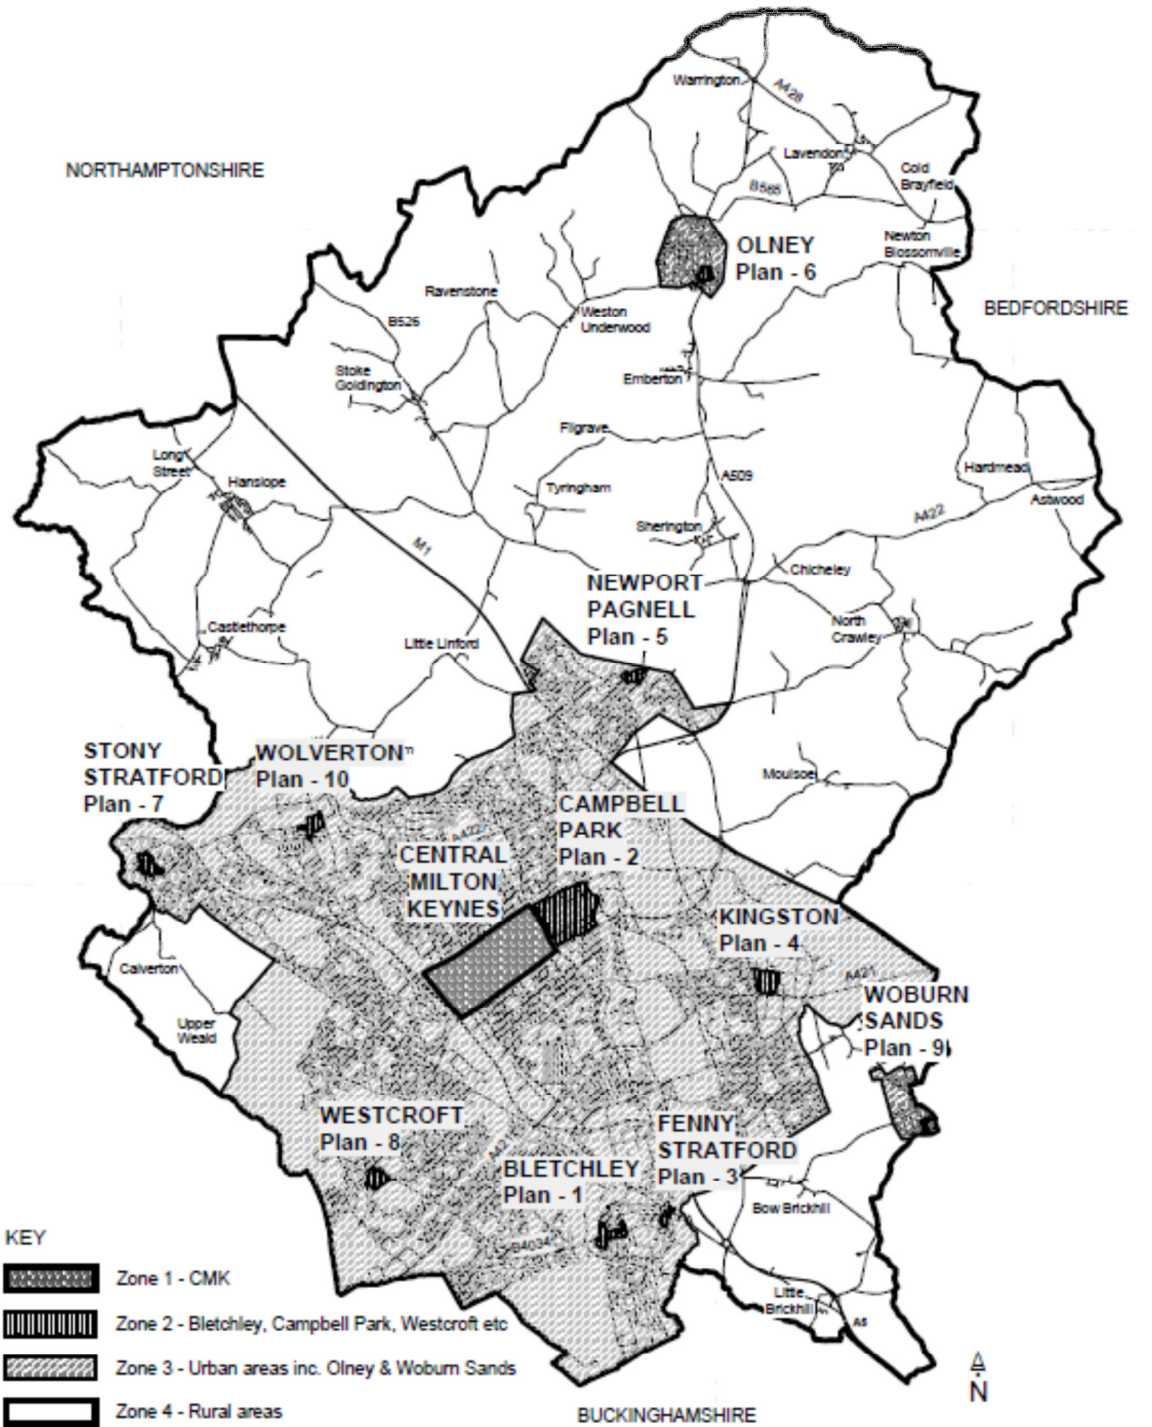 Warrington
A428
NORTHAMPTONSHIRE
Lavendon
Cold
Brayfield
B565
OLNEY
Plan - 6
Newton
Blossomville
Ravenstone
BEDFORDSHIRE
B526
Weston
Underwood
Stoke
Goldington
Emberton
Filgrave
Long
Street
Hanslope
Tyringham
A509
Hardmead
Astwood
Sherington
A422
M1
Chicheley
NEWPORT
PAGNELL
Plan - 5
Castlethorpe
Little Linford
North
Crawley
STONY
STRATFORD
Plan - 7
WOLVERTON
Plan - 10
Moulsoe
CAMPBELL
PARK
Plan - 2
A422
CENTRAL
MILTON
KEYNES
KINGSTON
Plan - 4
Calverton
A421
WOBURN
SANDS
Plan - 9
Upper
Weald
WESTCROFT
Plan - 8
FENNY
STRATFORD
Plan - 3
A421
BLETCHLEY
Plan - 1
Bow Brickhill
B4034
KEY
Little
Brickhill
A5
Zone 1 - CMK
Zone 2 - Bletchley, Campbell Park, Westcroft etc
Zone 3 - Urban areas inc. Olney & Woburn Sands
Zone 4 - Rural areas
N
BUCKINGHAMSHIRE